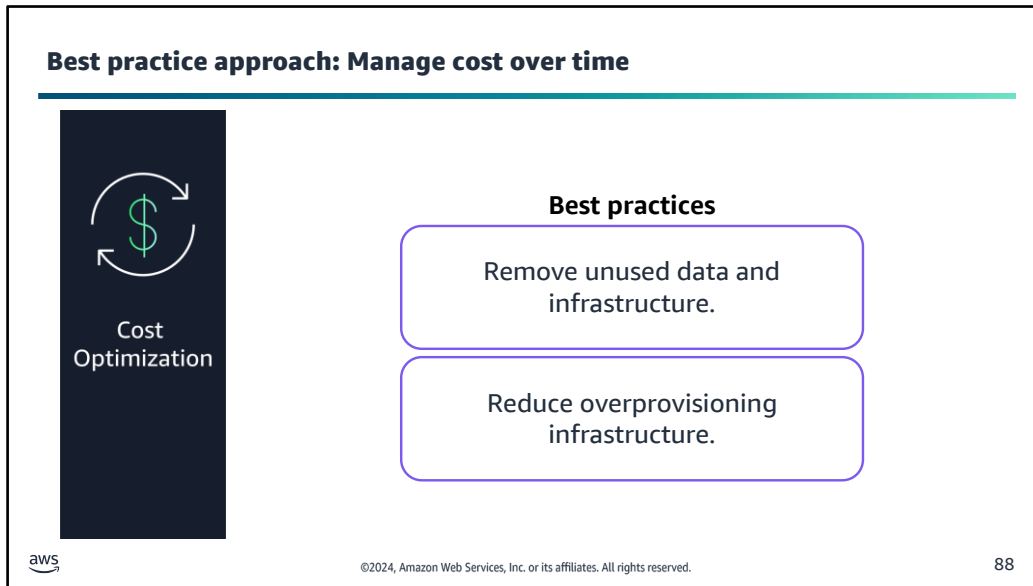 Best practice approach: Manage cost over time
Cost
Optimization
Best practices
Remove unused data and
infrastructure.
Reduce overprovisioning
infrastructure.
aws
©2024, Amazon Web Services, Inc. or its affiliates. All rights reserved.
88